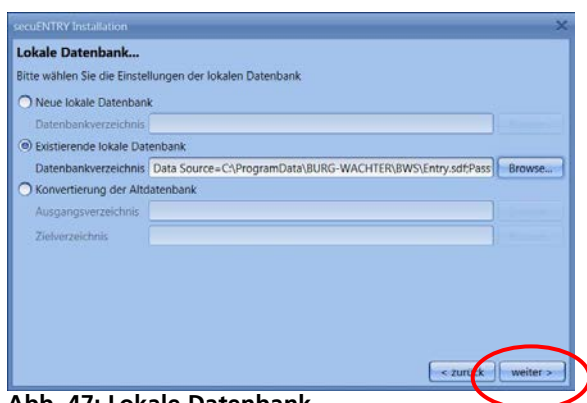 secuENTRY Installation
Lokale Datenbank...
Bitte wählen Sie die Einstellungen der lokalen Datenbank
Neue lokale Datenbank
Datenbankverzeichnis
Existierende lokale Datenbank
Datenbankverzeichnis Data Source=C:\ProgramData\BURG-WACHTER\BWS\Entry.sdf;Pass Browse...
Konvertierung der Altdatenbank
Ausgangsverzeichnis
Zielverzeichnis
< zurück weiter >
Abb. 47: Lokale Datenbank